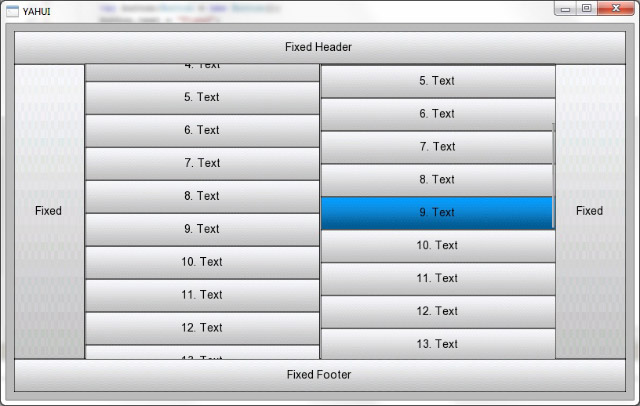 YAHUI
Fixed Header
Fixed
4. Text
5. Text
6. Text
7. Text
8. Text
9. Text
10. Text
11. Text
12. Text
13. Text
5. Text
6. Text
7. Text
8. Text
9. Text
10. Text
11. Text
12. Text
13. Text
Fixed
Fixed Footer